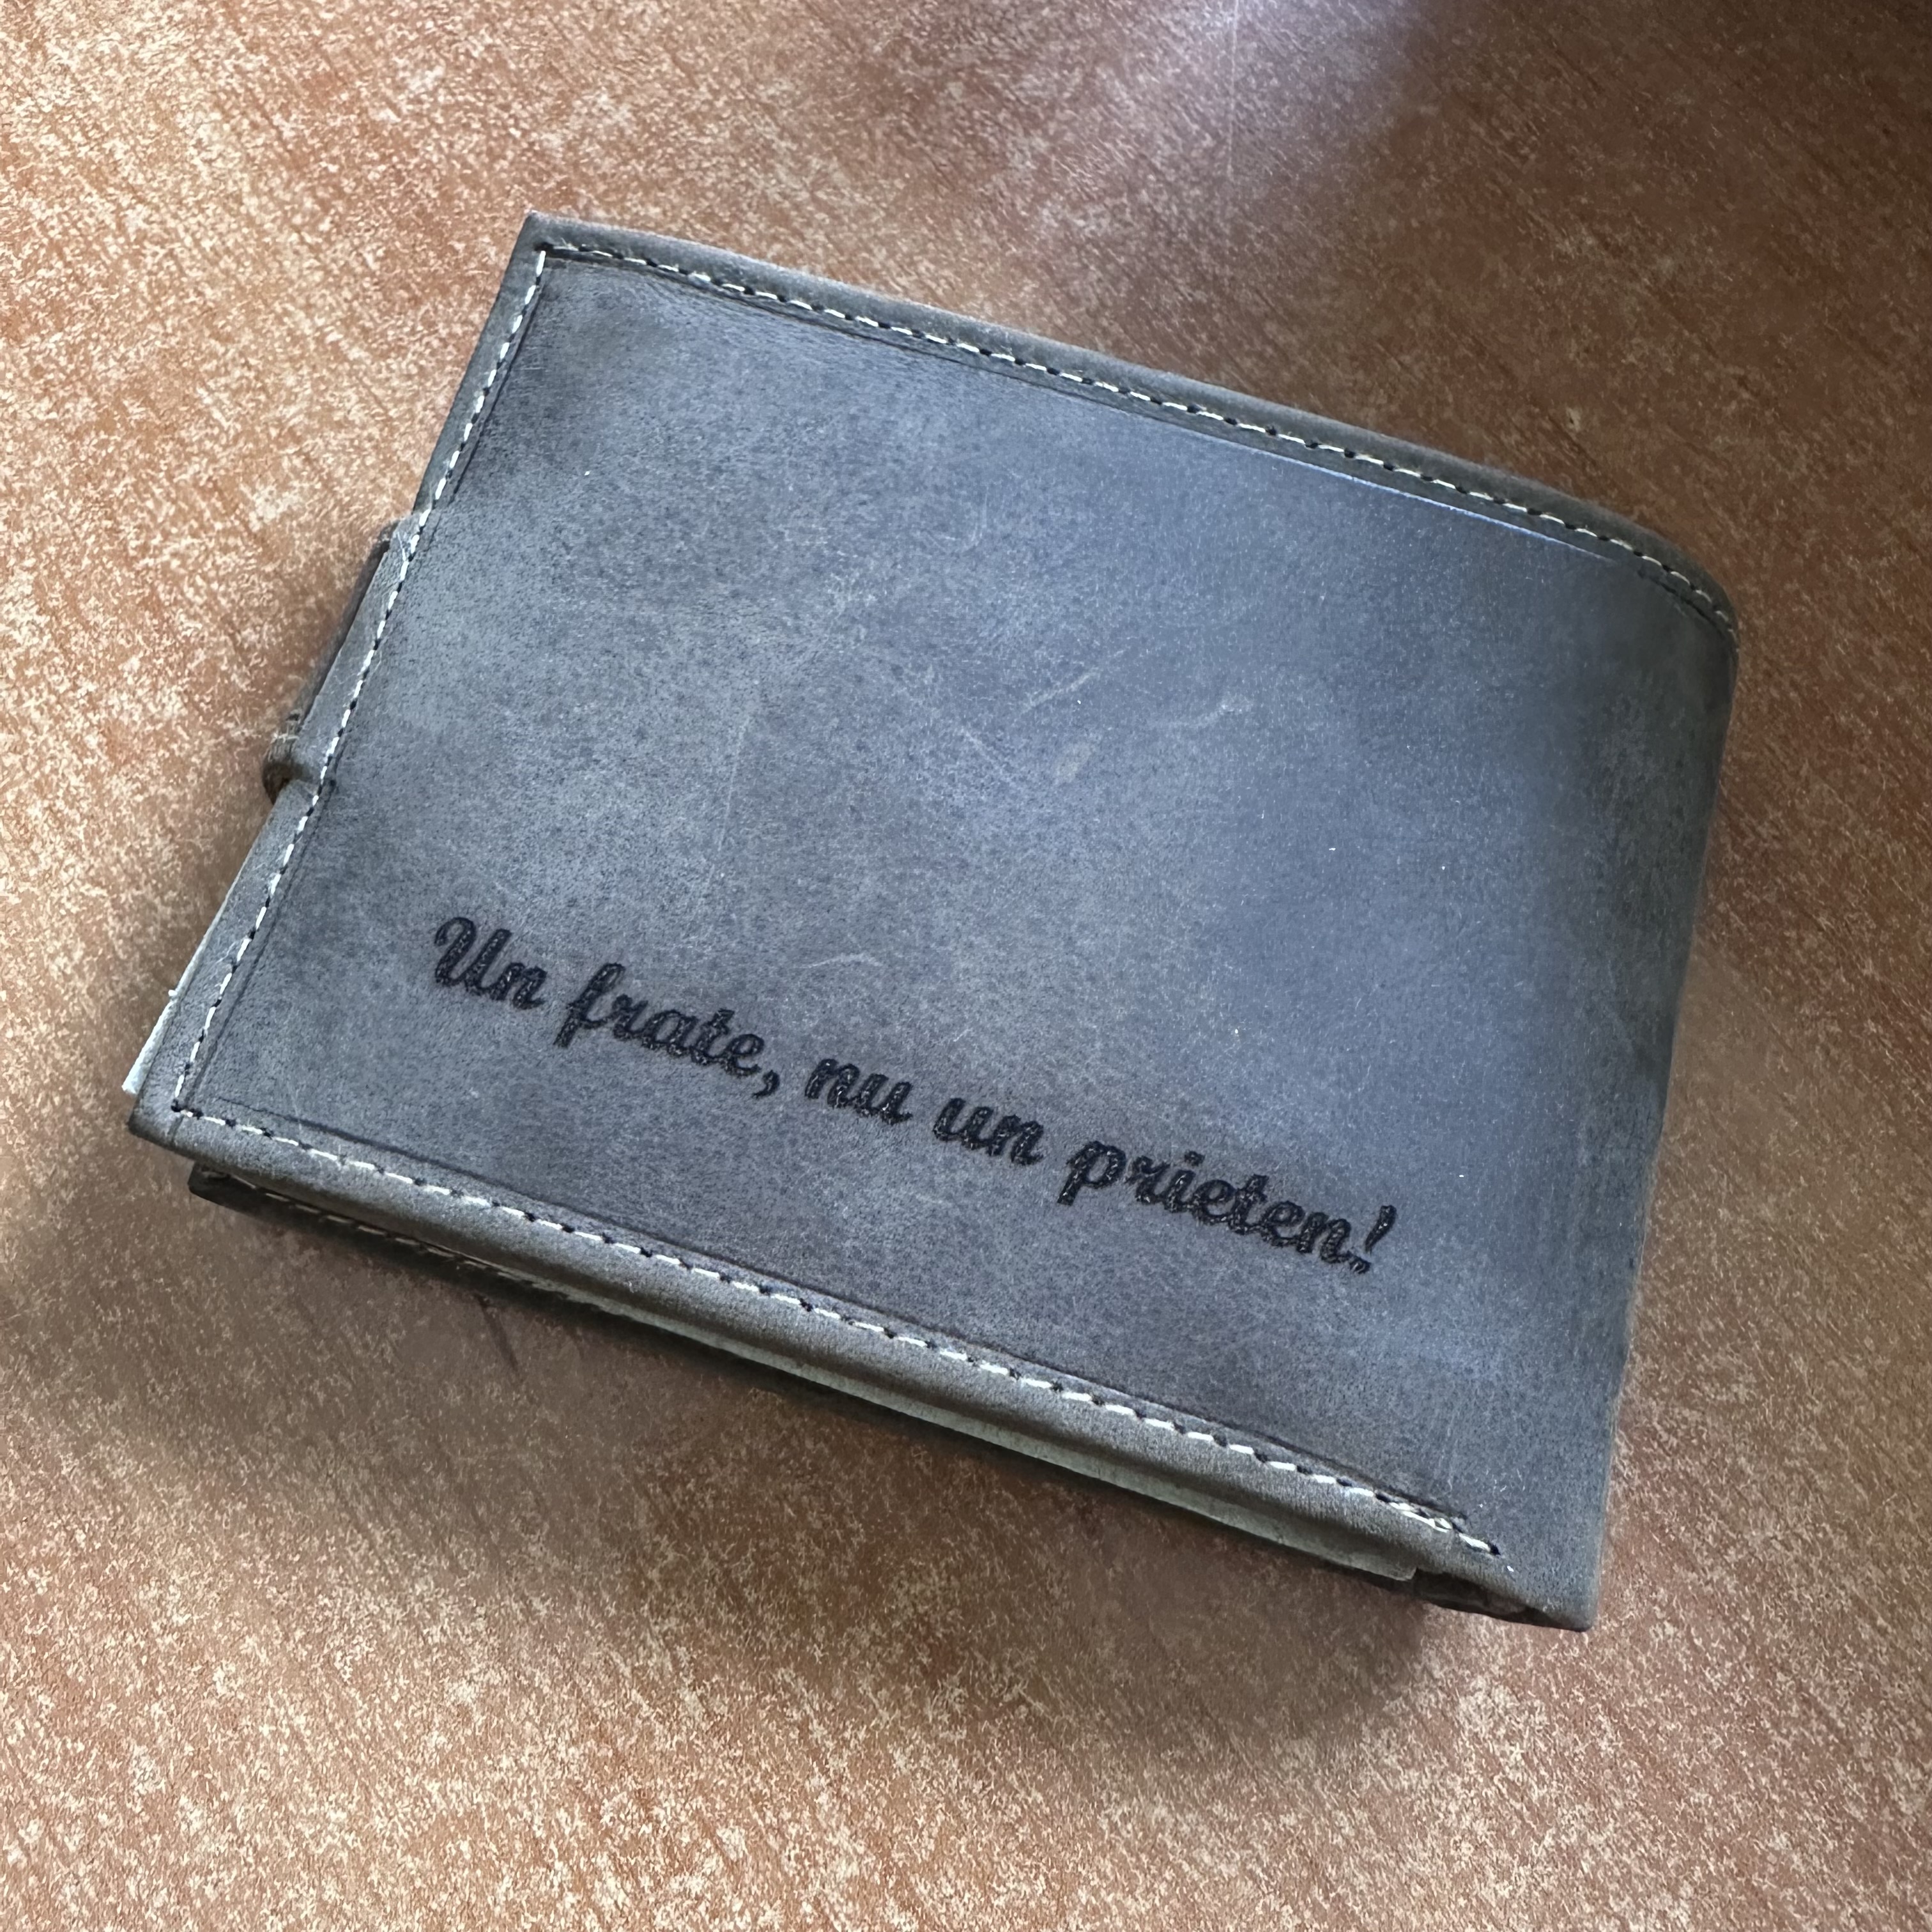 Un frate, nu un prieten!